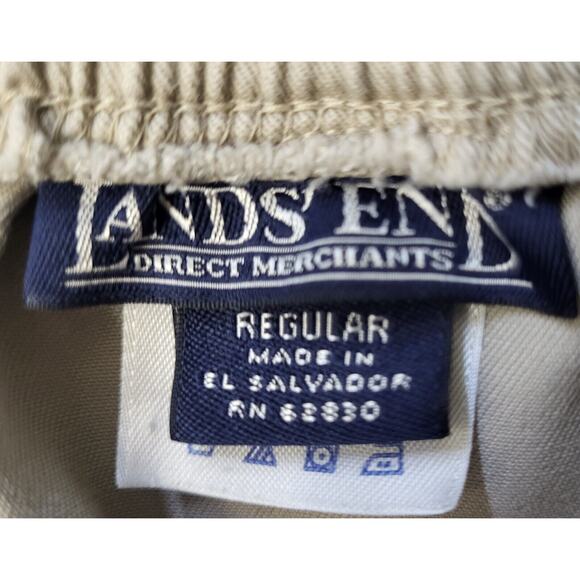 LANDS' END
DIRECT MERCHANTS
REGULAR
MADE IN
EL SALVADOR
RN 62830